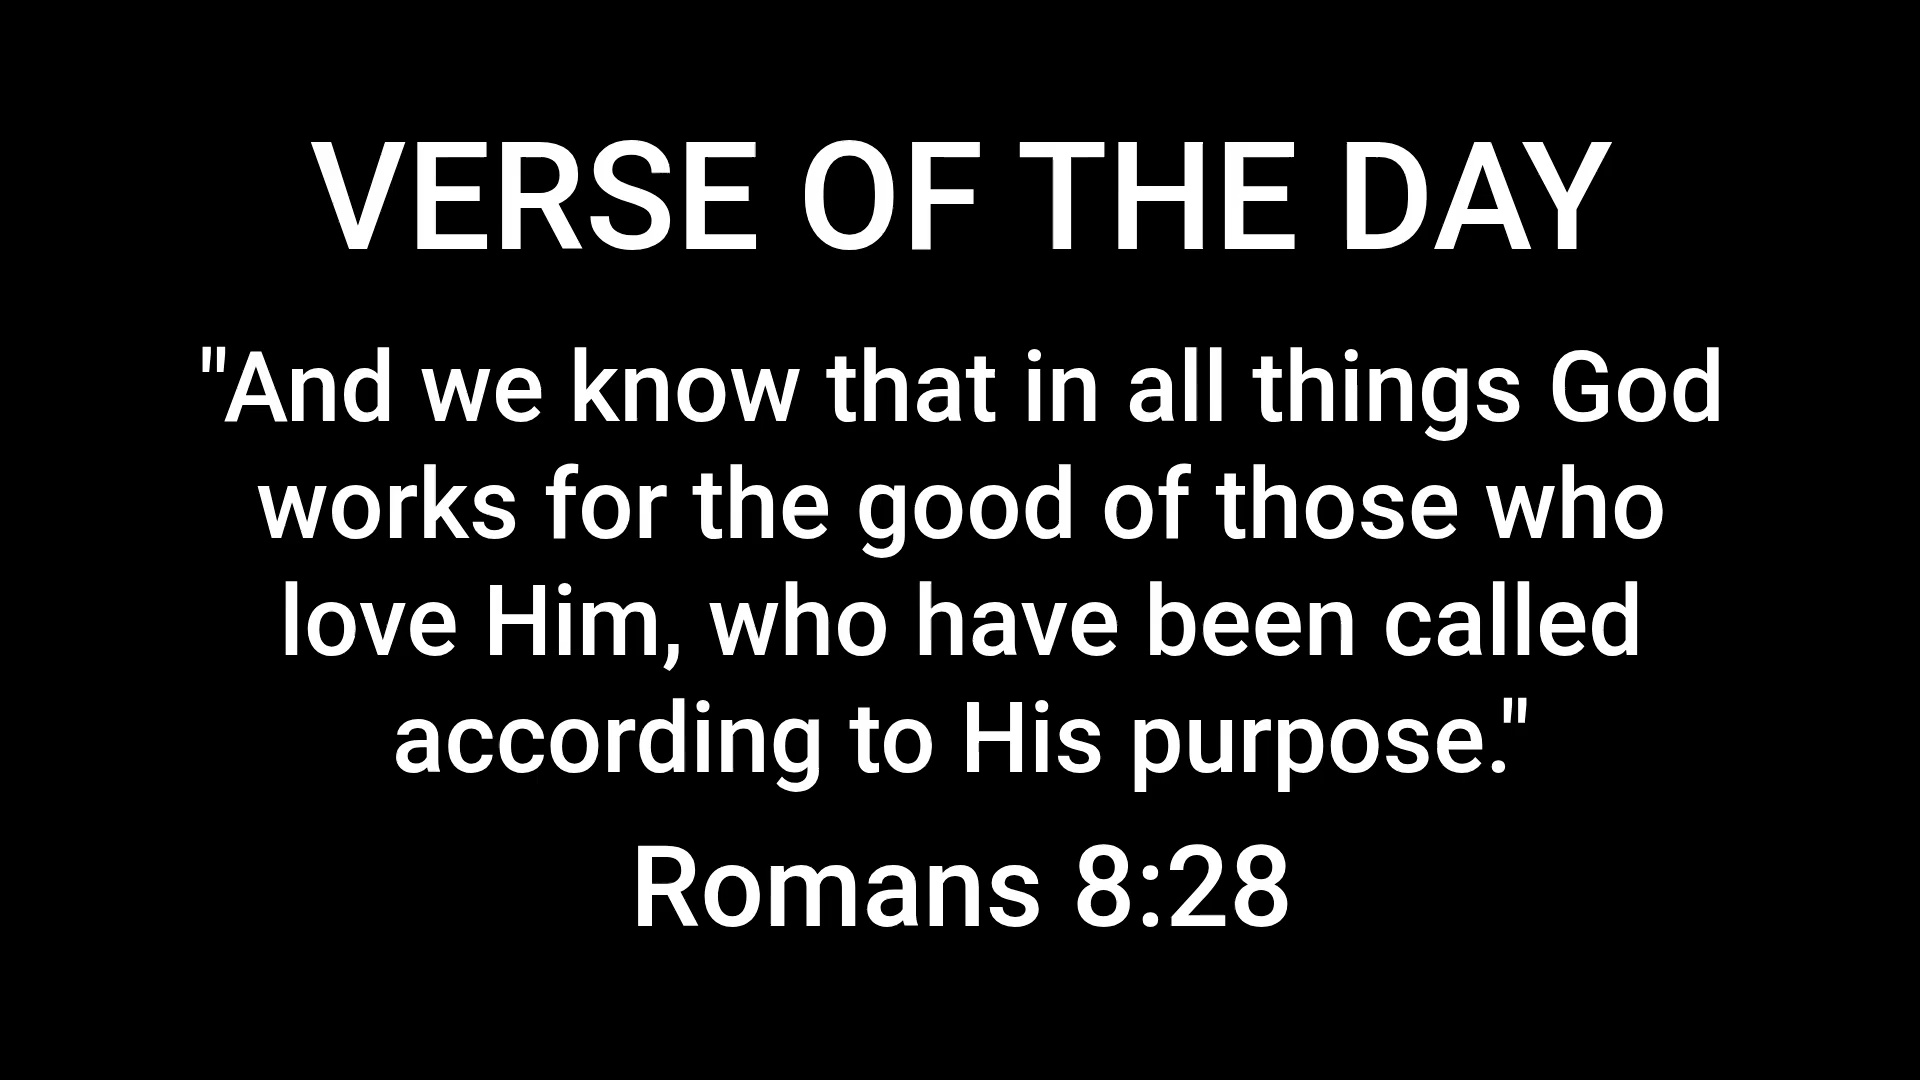 VERSE OF THE DAY
"And we know that in all things God
works for the good of those who
love Him, who have been called
according to His purpose."
Romans 8:28